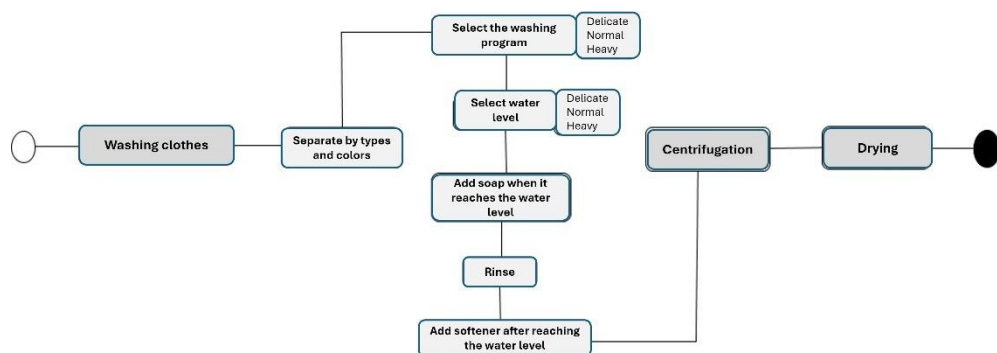 Washing clothes
Separate by types
and colors
Select the washing
program
Delicate
Normal
Heavy
Select water
level
Delicate
Normal
Heavy
Add soap when it
reaches the water
level
Rinse
Add softener after reaching
the water level
Centrifugation
Drying